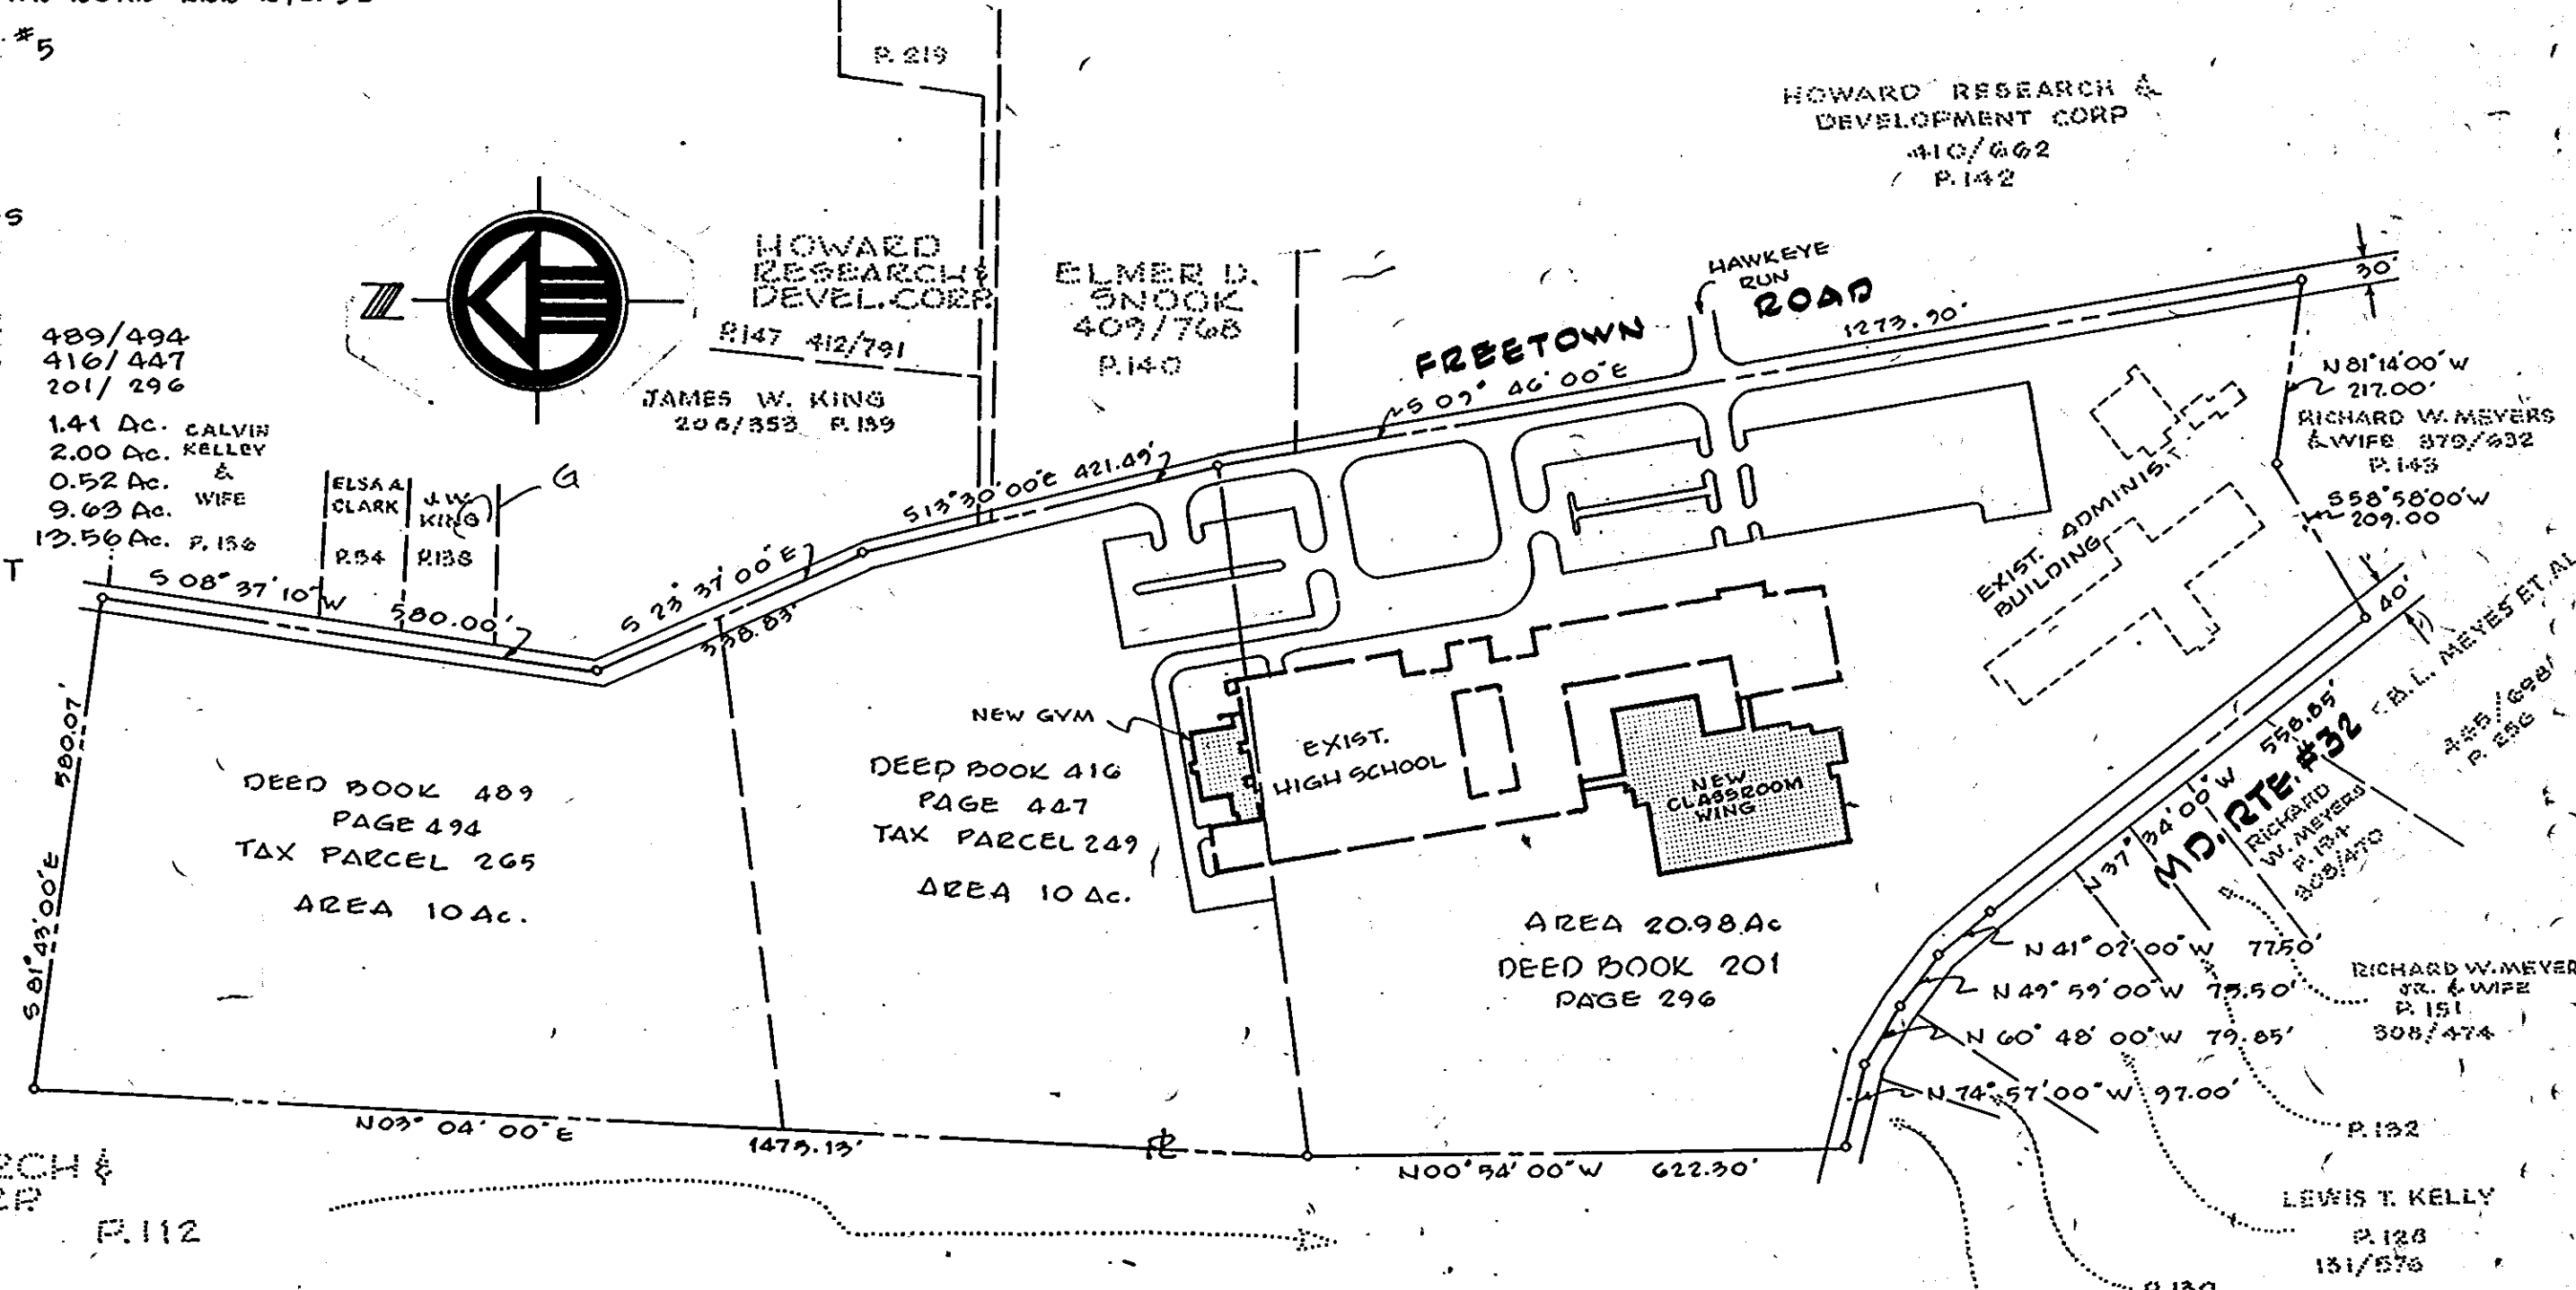 #5
S
P. 219
HOWARD RESEARCH &
DEVELOPMENT CORP
410/662
P. 142
HOWARD
RESEARCH &
DEVEL. CORP.
P.147 412/791
ELMER D.
SNOOK
409/768
P.140
JAMES W. KING
206/353 P. 139
N
HAWKEYE
RUN
FREETOWN ROAD
1273.90'
S 09° 46' 00" E
30'
489/494
416/447
201/296
1.41 Ac.
2.00 Ac.
0.52 Ac.
9.63 Ac.
13.56 Ac.
CALVIN
KELLEY
&
WIFE
P. 136
ELSA A
CLARK
P.34
J.W.
KING
P.138
G
T
S 08° 37' 10" W
580.00'
S 23° 37' 00" E
338.83'
S 13° 30' 00" E 421.49'
N 81° 14' 00" W
217.00'
RICHARD W. MEYERS
& WIFE 379/632
P. 143
S 58° 58' 00" W
209.00
EXIST. ADMINIST.
BUILDING
40'
B. L. MEYES ET AL
P. 256
580.07'
S 81° 43' 00" E
DEED BOOK 489
PAGE 494
TAX PARCEL 265
AREA 10 Ac.
NEW GYM
DEED BOOK 416
PAGE 447
TAX PARCEL 249
AREA 10 Ac.
EXIST.
HIGH SCHOOL
NEW
CLASSROOM
WING
AREA 20.98 Ac
DEED BOOK 201
PAGE 296
558.85'
N 37° 34' 00" W
MD. RTE. #32
RICHARD
W. MEYERS
P. 134
308/470
N 41° 07' 00" W 77.50'
N 49° 59' 00" W 75.50'
N 60° 48' 00" W 79.85'
N 74° 57' 00" W 97.00'
RICHARD W. MEYER
JR. & WIFE
P. 151
308/474
P. 132
LEWIS T. KELLY
P. 128
131/576
P. 130
N 03° 04' 00" E
1473.13'
PL
N 00° 54' 00" W 622.30'
RCH &
RP.
P. 112